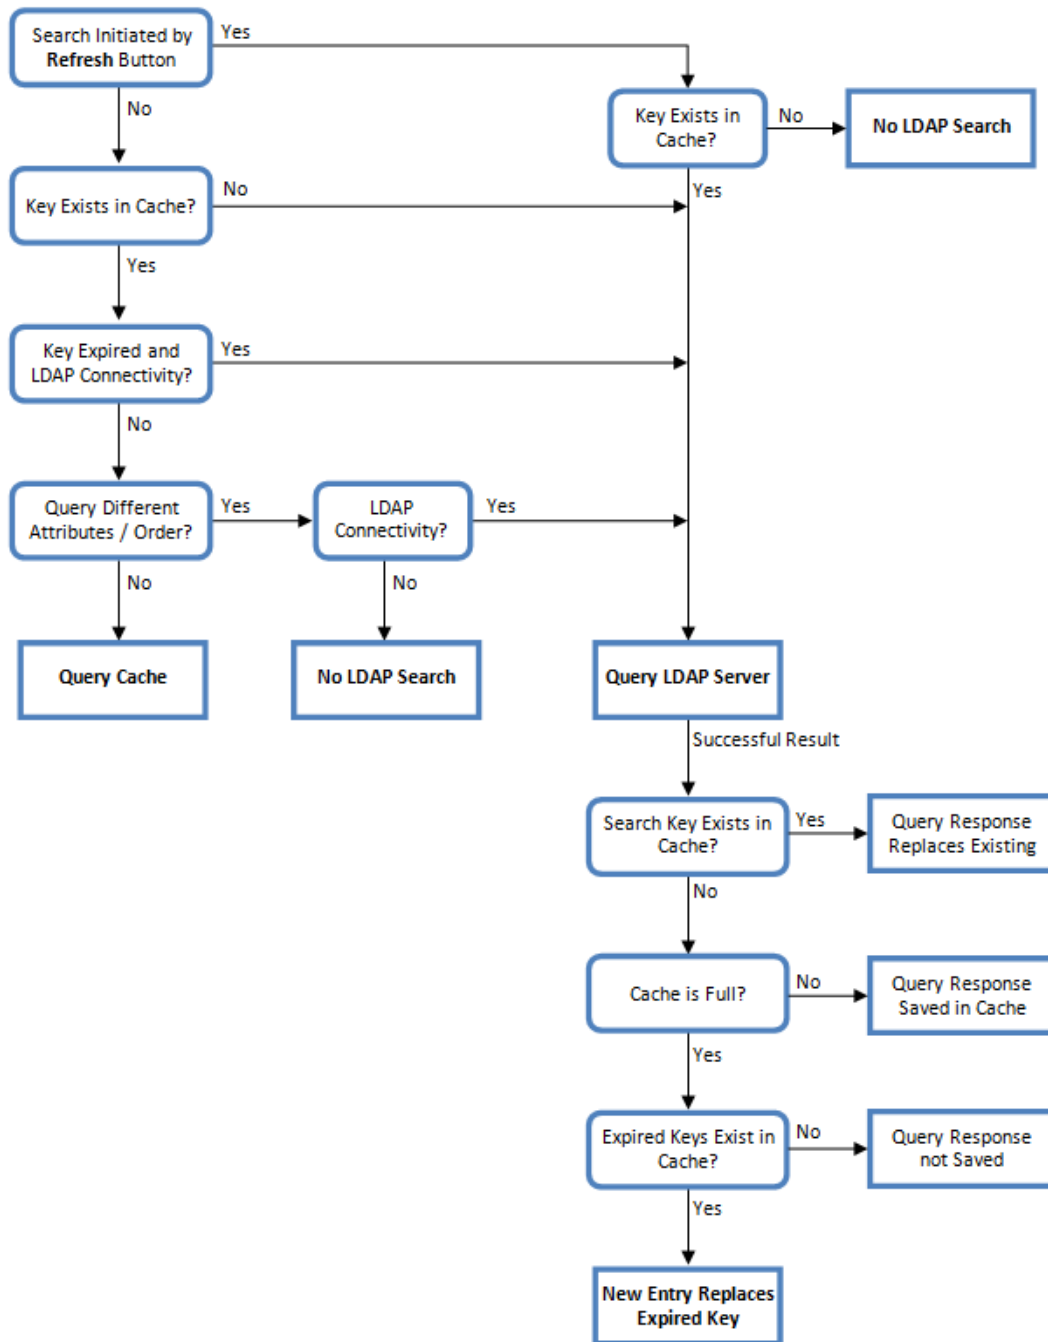 Search Initiated by
Refresh Button
Yes
No
Key Exists in
Cache?
No
No LDAP Search
Yes
Key Exists in Cache?
No
Yes
Key Expired and
LDAP Connectivity?
Yes
No
Query Different
Attributes / Order?
Yes
LDAP
Connectivity?
Yes
No
No
Query Cache
No LDAP Search
Query LDAP Server
Successful Result
Search Key Exists in
Cache?
Yes
Query Response
Replaces Existing
No
Cache is Full?
No
Query Response
Saved in Cache
Yes
Expired Keys Exist in
Cache?
No
Query Response
not Saved
Yes
New Entry Replaces
Expired Key